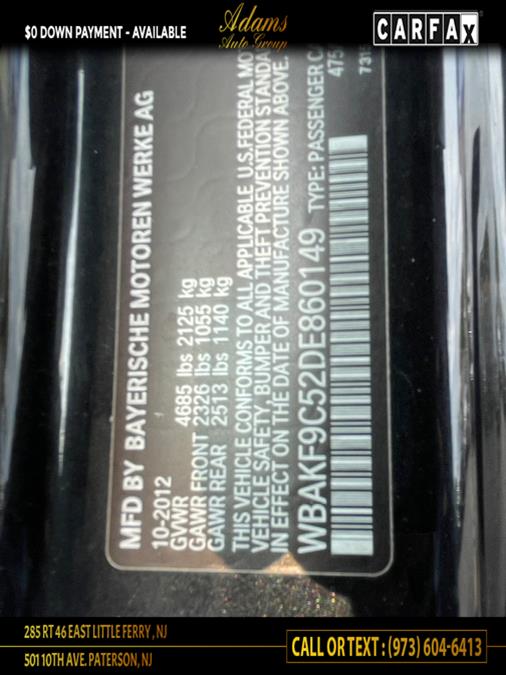 $0 DOWN PAYMENT - AVAILABLE
Adams
Auto Group
CARFAX
MFD BY BAYERISCHE MOTOREN WERKE AG
10-2012
GVWR 4685 lbs 2125 kg
GAWR FRONT 2326 lbs 1055 kg
GAWR REAR 2513 lbs 1140 kg
THIS VEHICLE CONFORMS TO ALL APPLICABLE U.S.FEDERAL MO
VEHICLE SAFETY, BUMPER AND THEFT PREVENTION STANDA
IN EFFECT ON THE DATE OF MANUFACTURE SHOWN ABOVE.
WBAKF9C52DE860149 TYPE: PASSENGER CA
475
731
285 RT 46 EAST LITTLE FERRY, NJ
501 10TH AVE. PATERSON, NJ
CALL OR TEXT : (973) 604-6413